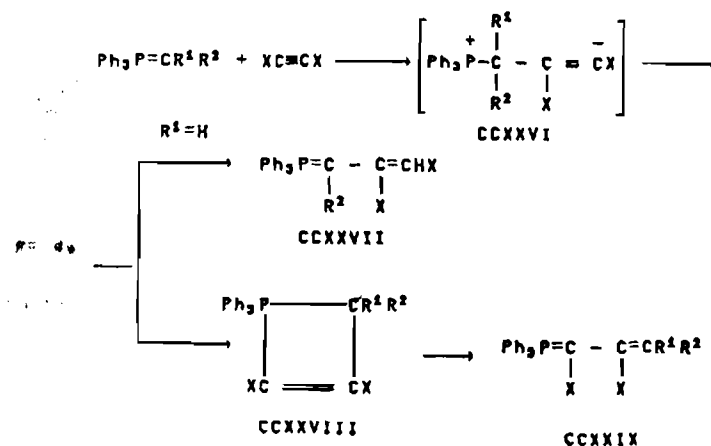 R¹
Ph₃P=CR¹R² + XC≡CX [Ph₃P⁺-C - C = C̄X]
R² X
CCXXVI
R¹=H
Ph₃P=C - C=CHX
R² X
CCXXVII
Ph₃P CR¹R²
XC CX
CCXXVIII
Ph₃P=C - C=CR¹R²
X X
CCXXIX